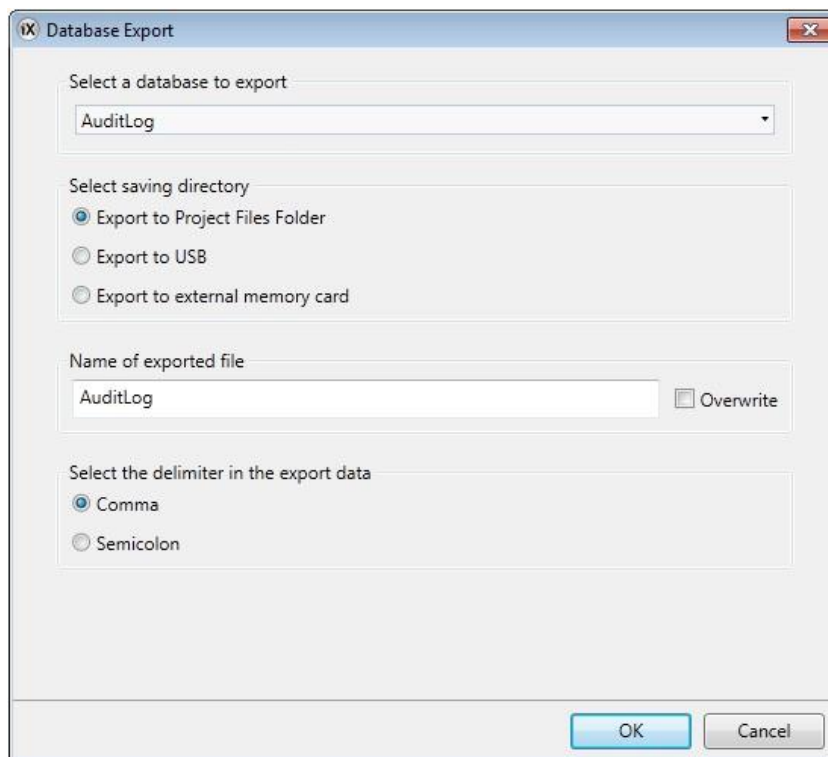 iX Database Export
Select a database to export
AuditLog
Select saving directory
Export to Project Files Folder
Export to USB
Export to external memory card
Name of exported file
AuditLog Overwrite
Select the delimiter in the export data
Comma
Semicolon
OK Cancel